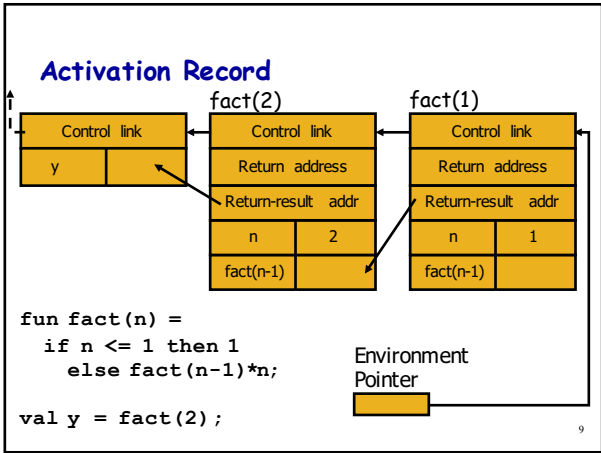 Activation Record
fact(2)
fact(1)
Control link
y
Control link
Return address
Return-result addr
n 2
fact(n-1)
Control link
Return address
Return-result addr
n 1
fact(n-1)
fun fact(n) =
if n <= 1 then 1
else fact(n-1)*n;
val y = fact(2);
Environment
Pointer
9